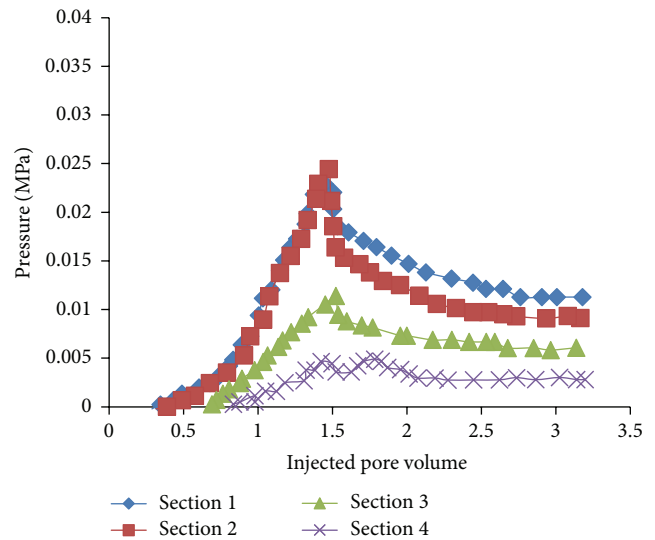 0.04
0.035
0.03
0.025
0.02
0.015
0.01
0.005
0
Pressure (MPa)
0 0.5 1 1.5 2 2.5 3 3.5
Injected pore volume
Section 1 Section 3
Section 2 Section 4